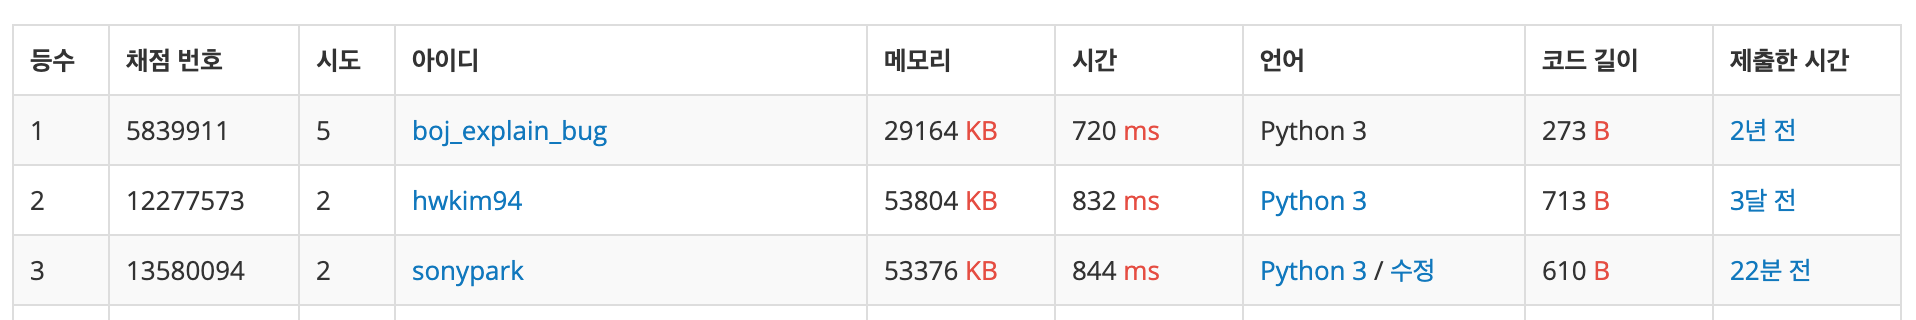 등수 채점 번호 시도 아이디 메모리 시간 언어 코드 길이 제출한 시간
1 5839911 5 boj_explain_bug 29164 KB 720 ms Python 3 273 B 2년 전
2 12277573 2 hwkim94 53804 KB 832 ms Python 3 713 B 3달 전
3 13580094 2 sonypark 53376 KB 844 ms Python 3 / 수정 610 B 22분 전